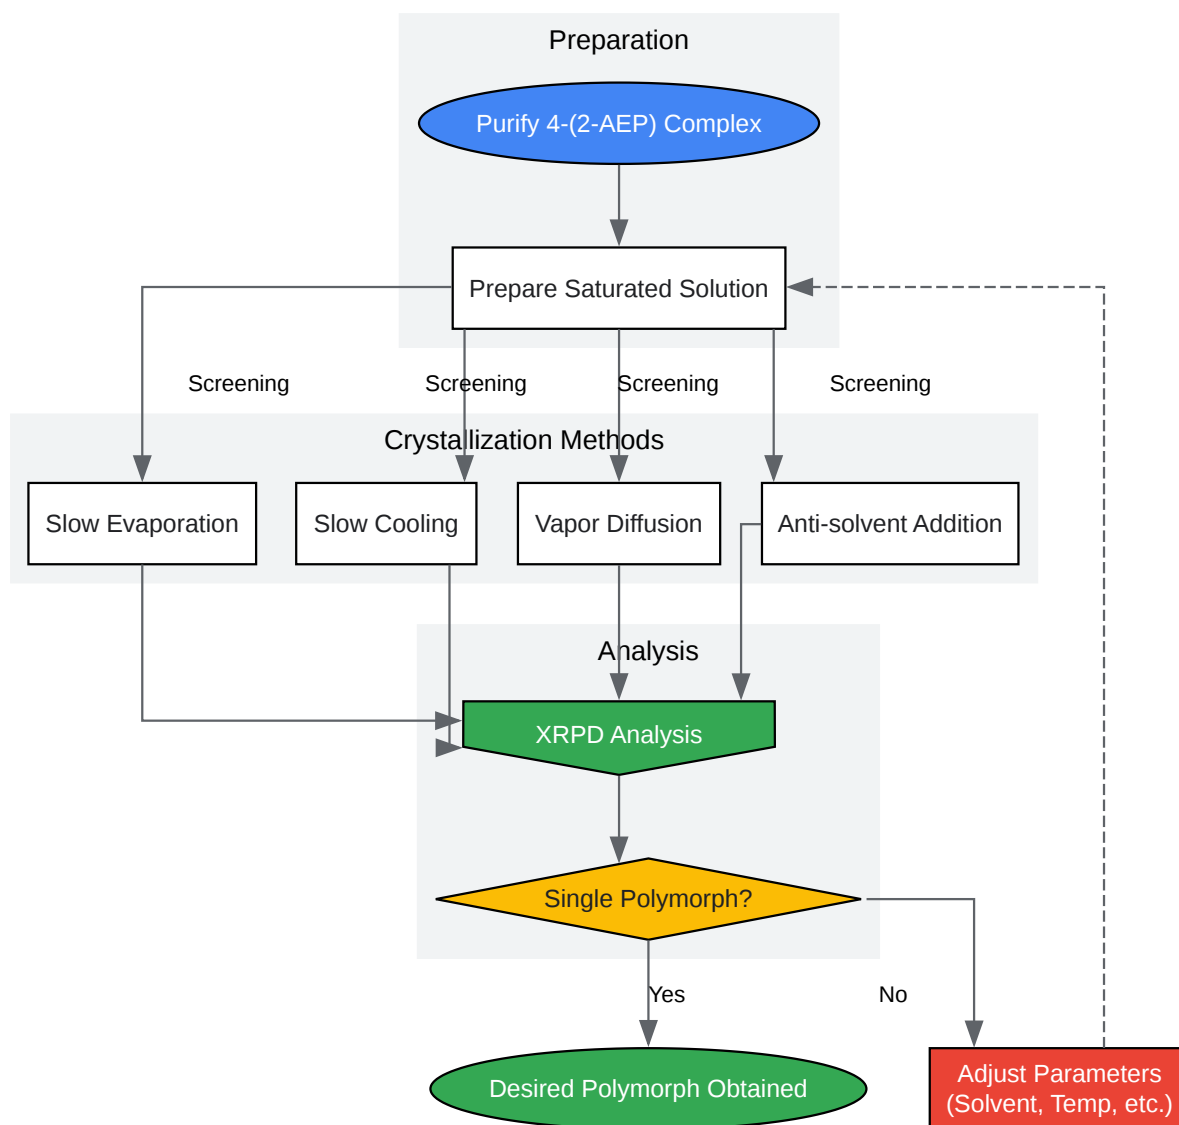 Preparation
Purify 4-(2-AEP) Complex
Prepare Saturated Solution
Screening
Screening
Screening
Screening
Crystallization Methods
Slow Evaporation
Slow Cooling
Vapor Diffusion
Anti-solvent Addition
Analysis
XRPD Analysis
Single Polymorph?
Yes
No
Desired Polymorph Obtained
Adjust Parameters
(Solvent, Temp, etc.)